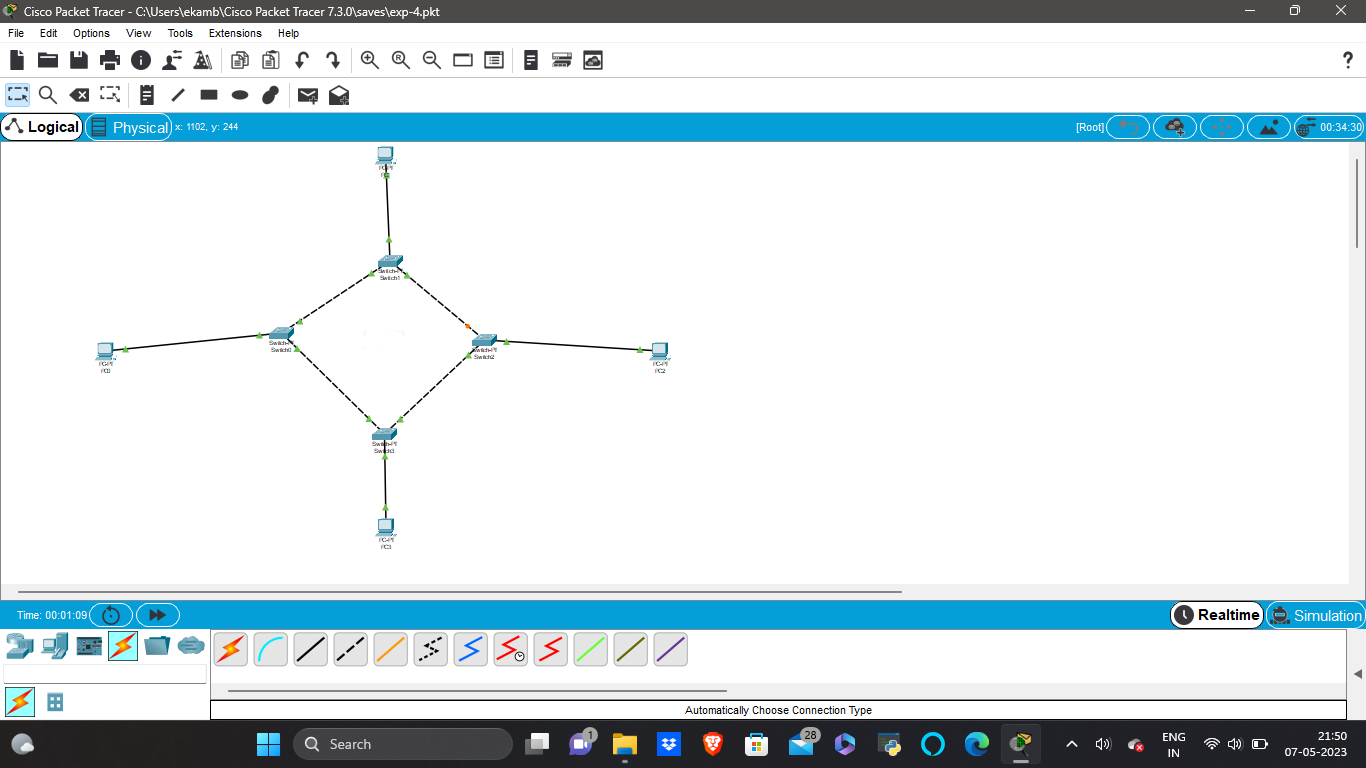 Cisco Packet Tracer - C:\Users\ekamb\Cisco Packet Tracer 7.3.0\saves\exp-4.pkt
File Edit Options View Tools Extensions Help
Logical Physical x: 1102, y: 244 [Root] 00:34:30
PC-PT
Switch-PT
Switch1
Switch-PT
Switch0
Switch-PT
Switch2
PC-PT
PC0
PC-PT
PC2
Switch-PT
Switch3
PC-PT
PC3
Time: 00:01:09 Realtime Simulation
Automatically Choose Connection Type
Search 1 28 ENG 21:50
IN 07-05-2023